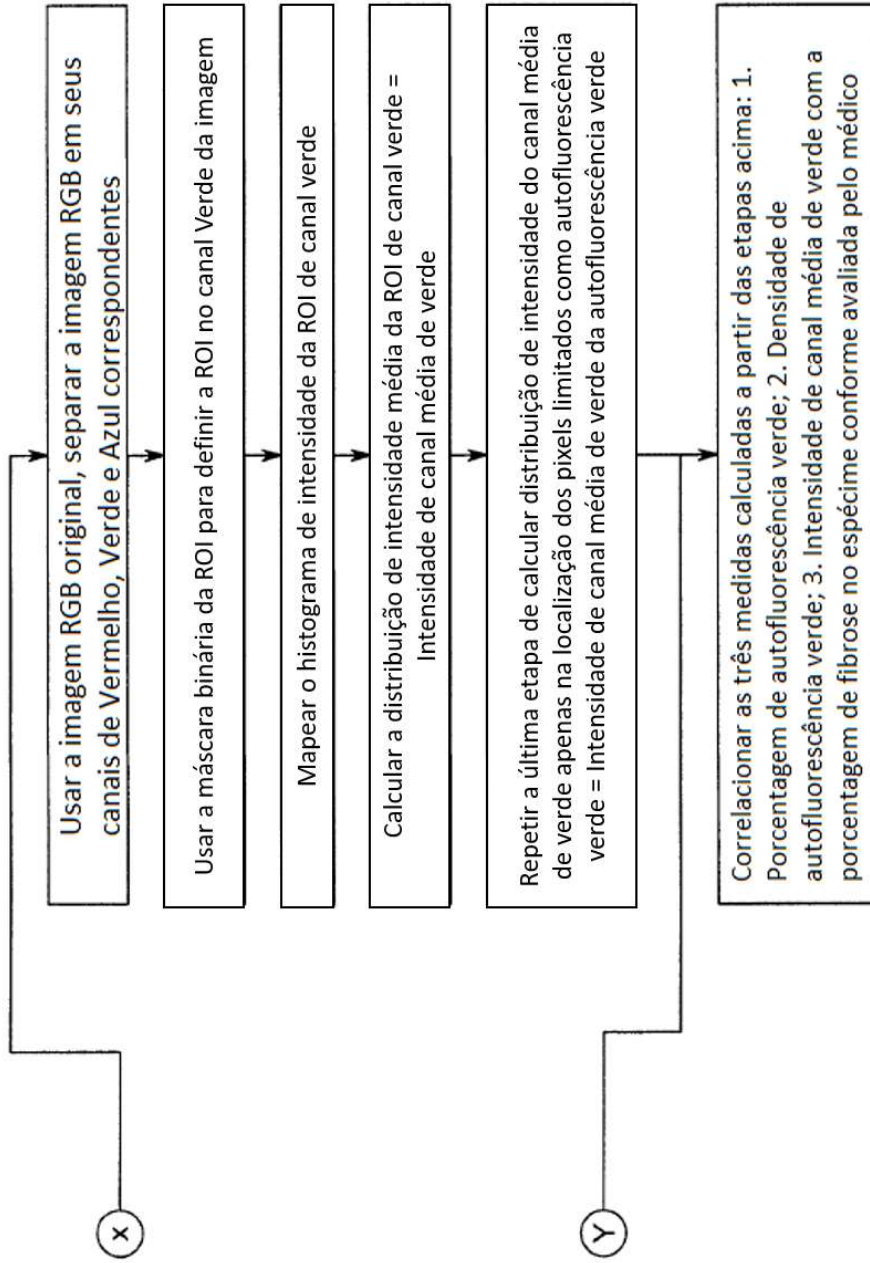 X
Usar a imagem RGB original, separar a imagem RGB em seus
canais de Vermelho, Verde e Azul correspondentes
Usar a máscara binária da ROI para definir a ROI no canal Verde da imagem
Mapear o histograma de intensidade da ROI de canal verde
Calcular a distribuição de intensidade média da ROI de canal verde =
Intensidade de canal média de verde
Repetir a última etapa de calcular distribuição de intensidade do canal média
de verde apenas na localização dos pixels limitados como autofluorescência
verde = Intensidade de canal média de verde da autofluorescência verde
Y
Correlacionar as três medidas calculadas a partir das etapas acima: 1.
Porcentagem de autofluorescência verde; 2. Densidade de
autofluorescência verde; 3. Intensidade de canal média de verde com a
porcentagem de fibrose no espécime conforme avaliada pelo médico